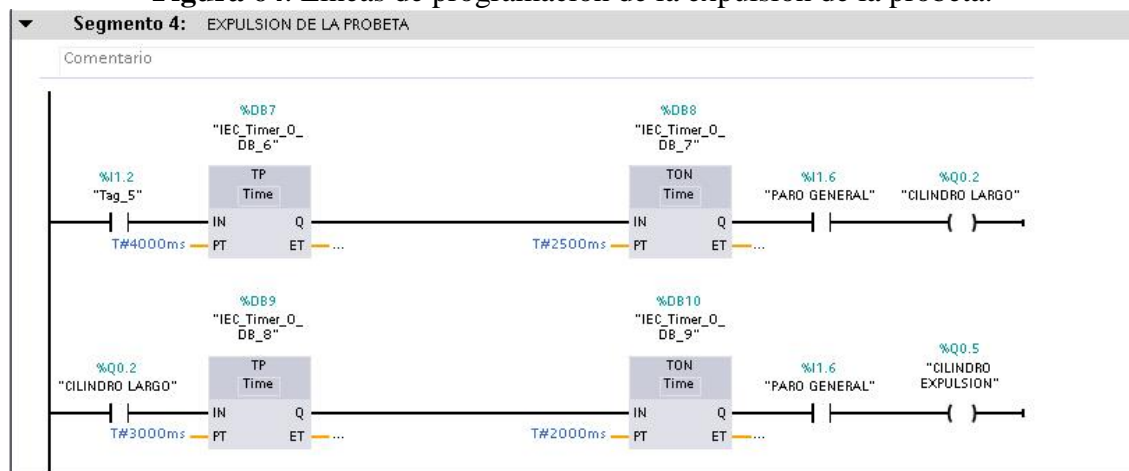 Figura 64. Líneas de programación de la expulsión de la probeta.
Segmento 4: EXPULSION DE LA PROBETA
Comentario
%DB7
"IEC_Timer_0_
DB_6"
%DB8
"IEC_Timer_0_
DB_7"
%I1.2
"Tag_5"
TP
Time
TON
Time
%I1.6
"PARO GENERAL"
%Q0.2
"CILINDRO LARGO"
IN Q
IN Q
T#4000ms PT ET ...
T#2500ms PT ET ...
%DB9
"IEC_Timer_0_
DB_8"
%DB10
"IEC_Timer_0_
DB_9"
%Q0.2
"CILINDRO LARGO"
TP
Time
TON
Time
%I1.6
"PARO GENERAL"
%Q0.5
"CILINDRO
EXPULSION"
IN Q
IN Q
T#3000ms PT ET ...
T#2000ms PT ET ...